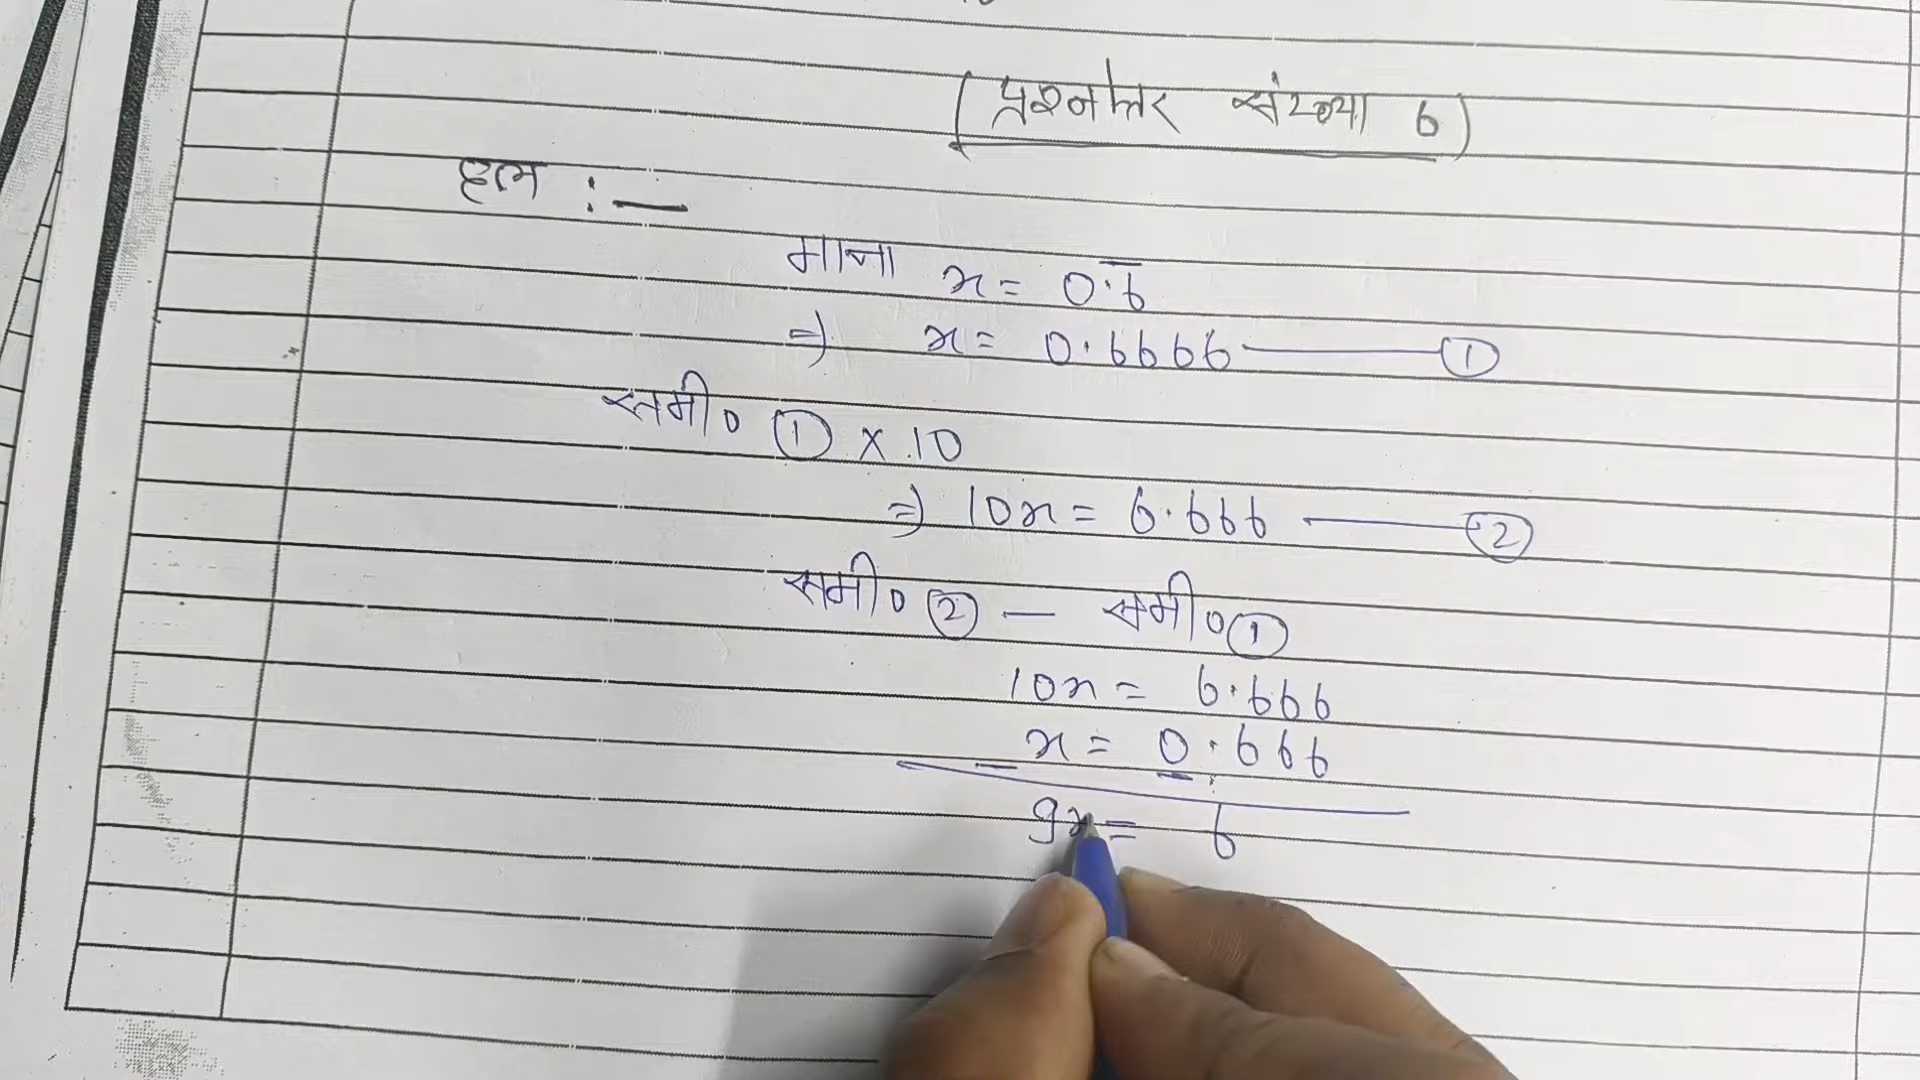 (प्रश्नोत्तर संख्या 6)
हल :—
माना x = 0.6̅
⇒ x = 0.6666 —— ①
समी० ① × 10
⇒ 10x = 6.666 —— ②
समी० ② — समी० ①
10x = 6.666
x = 0.666
— —
9x = 6